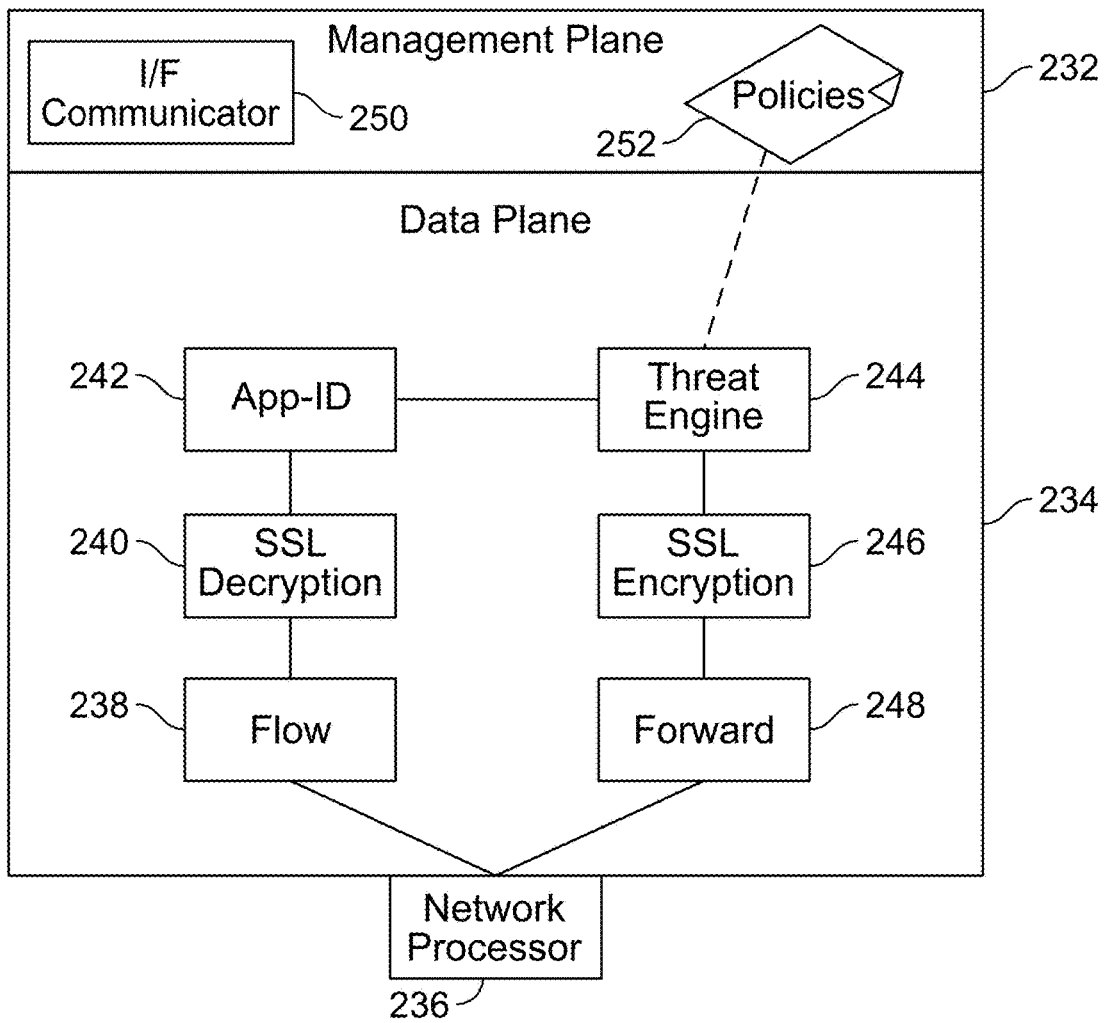 Management Plane
I/F
Communicator
250
Policies
252
232
Data Plane
242
App-ID
Threat
Engine
244
234
240
SSL
Decryption
SSL
Encryption
246
238
Flow
Forward
248
Network
Processor
236